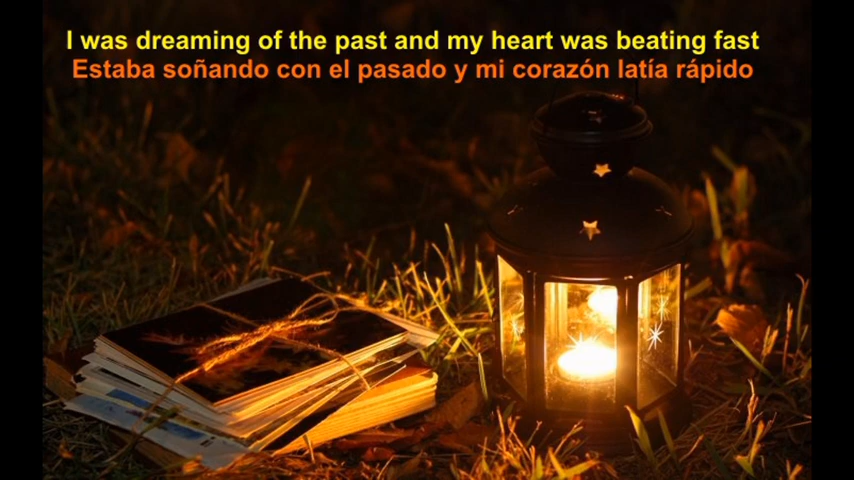 I was dreaming of the past and my heart was beating fast
Estaba soñando con el pasado y mi corazón latía rápido